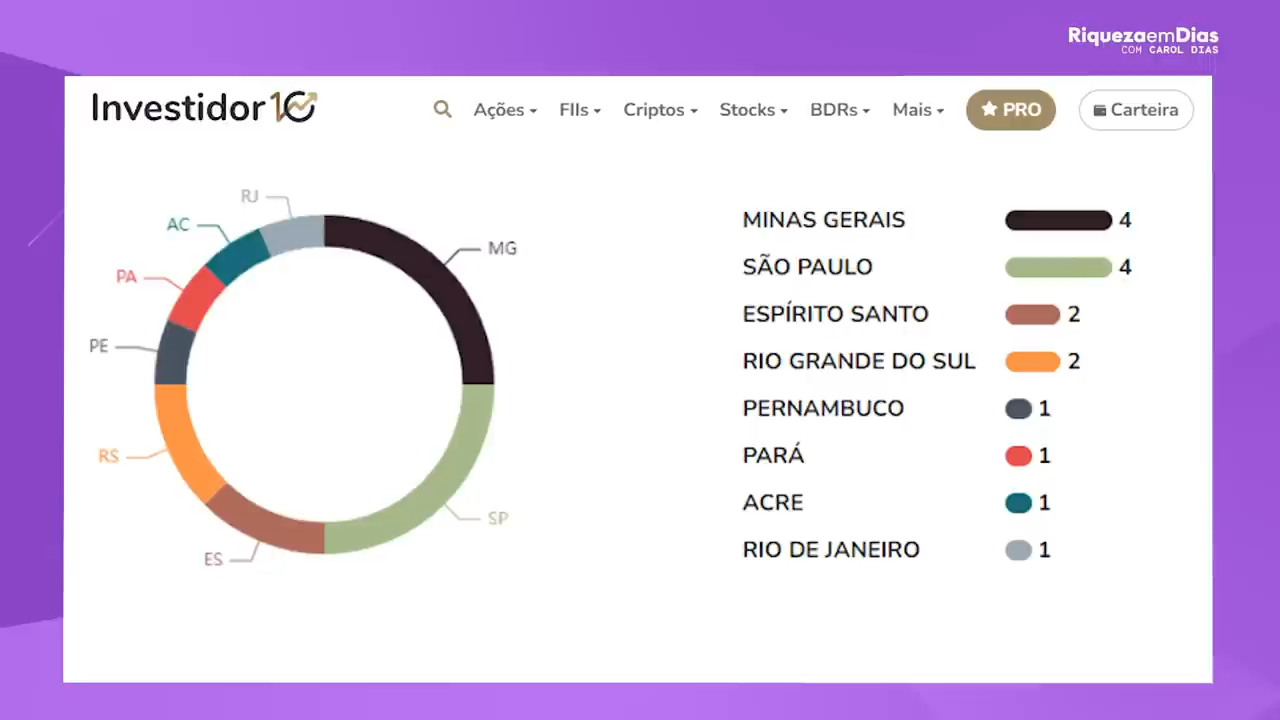 RiquezaemDias
COM CAROL DIAS
Investidor 10
Ações
FIIs
Criptos
Stocks
BDRs
Mais
PRO
Carteira
RJ
AC
PA
PE
RS
ES
MG
SP
MINAS GERAIS 4
SÃO PAULO 4
ESPÍRITO SANTO 2
RIO GRANDE DO SUL 2
PERNAMBUCO 1
PARÁ 1
ACRE 1
RIO DE JANEIRO 1